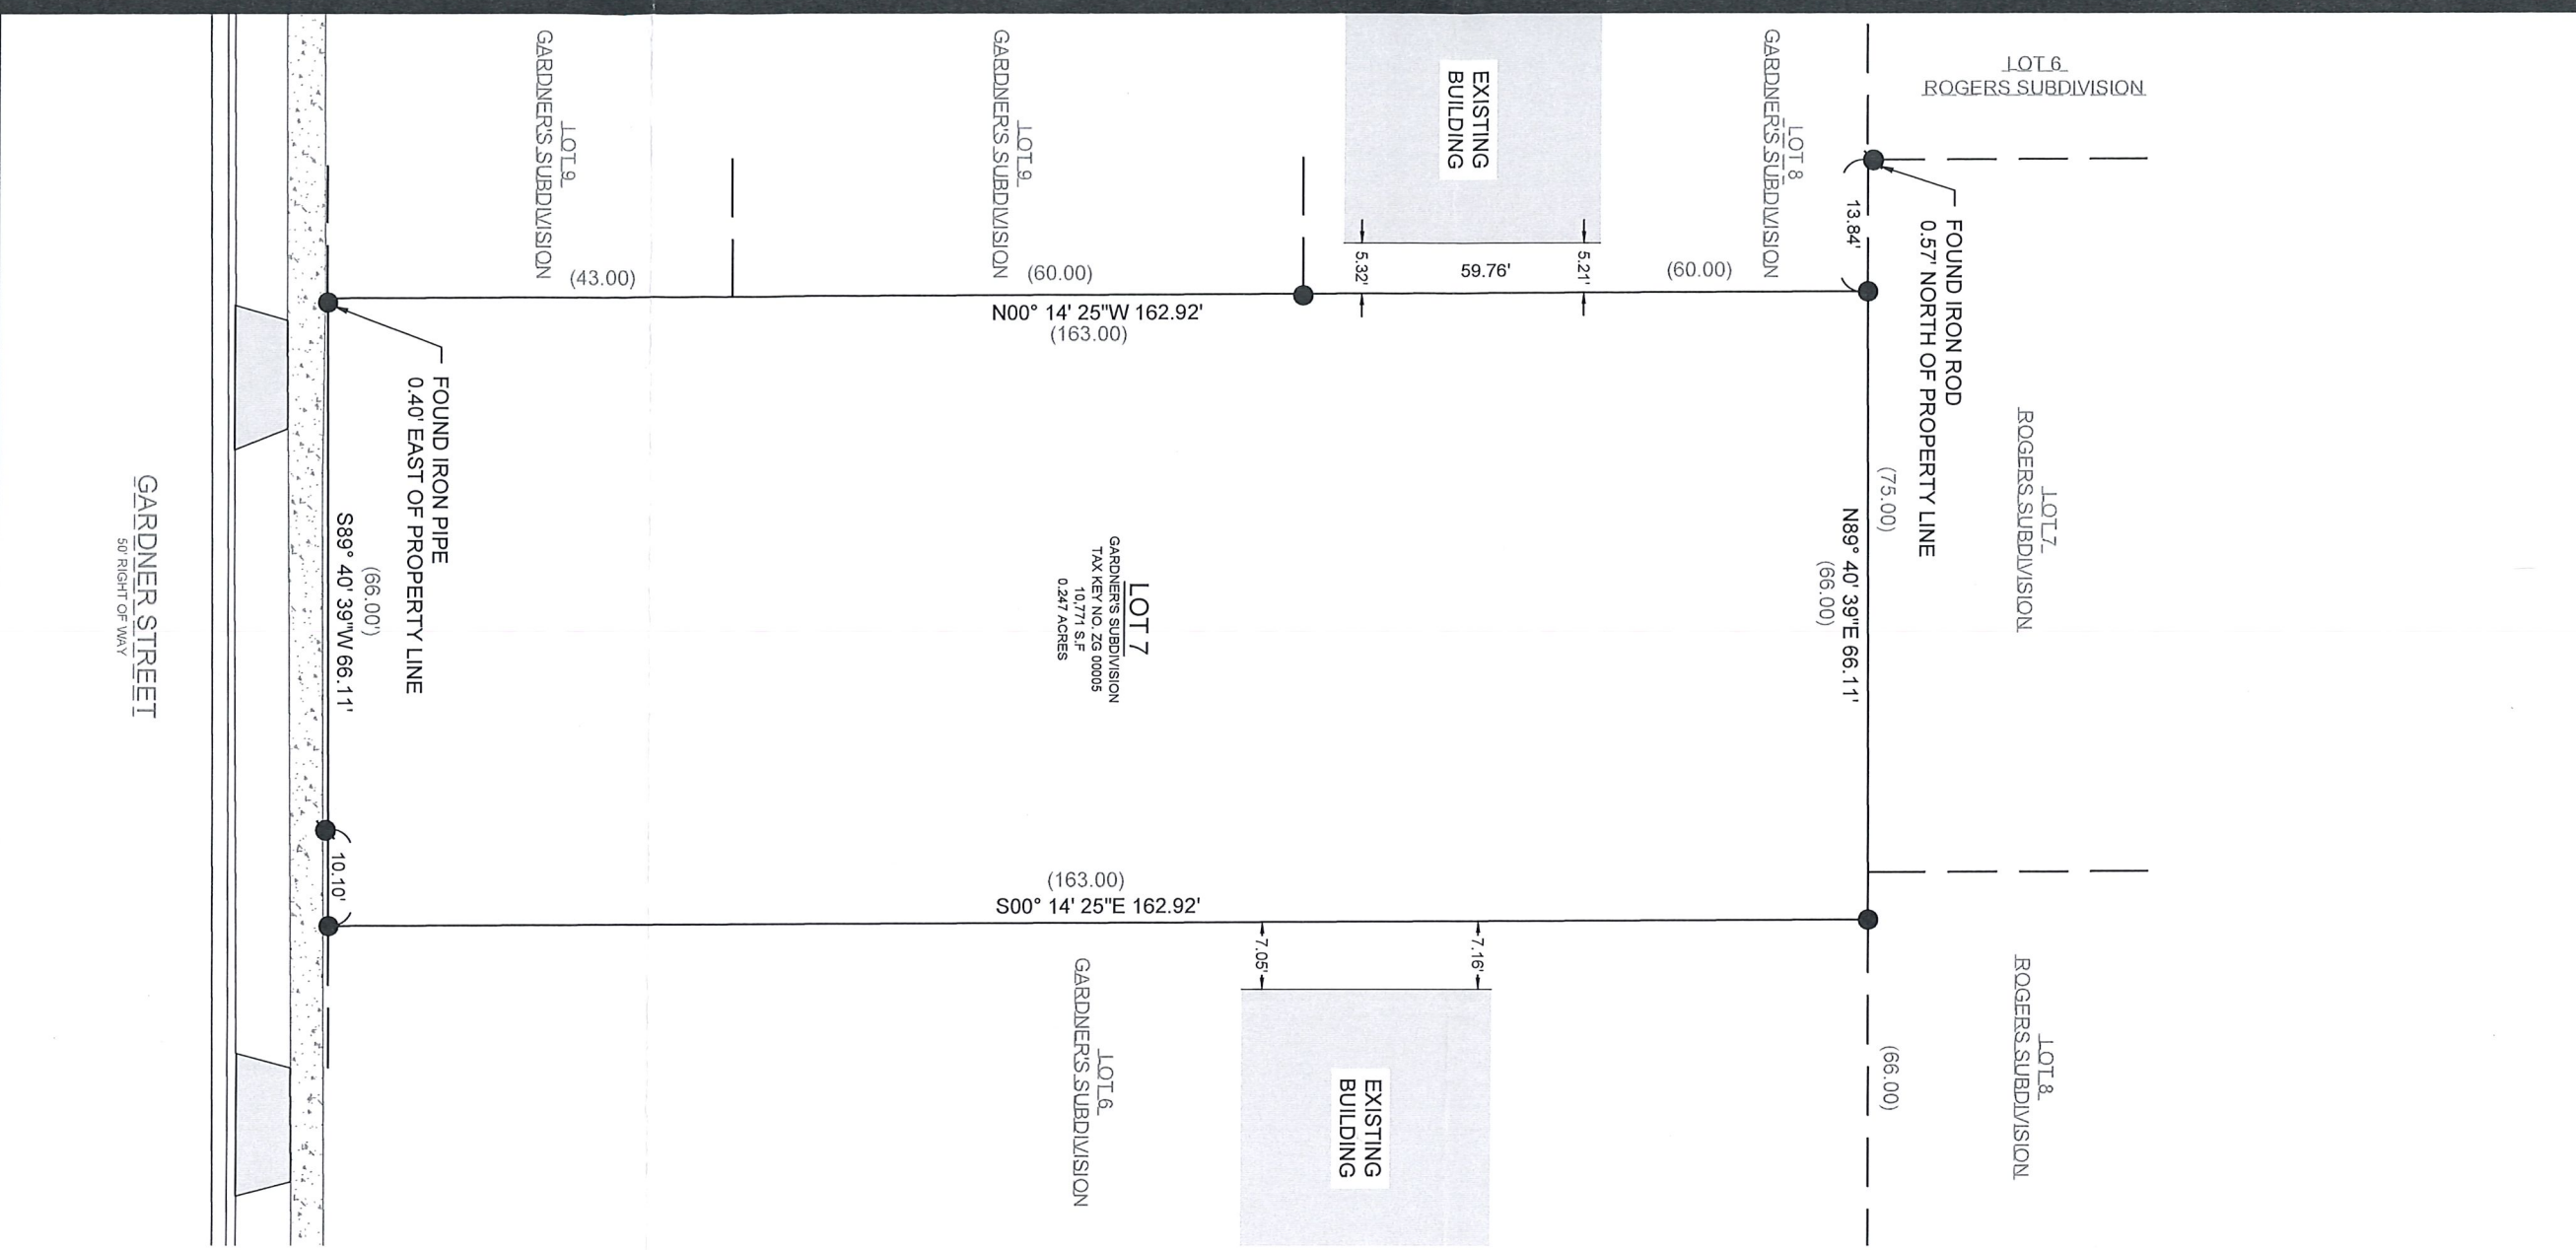 LOT 6
ROGERS SUBDIVISION
FOUND IRON ROD
0.57' NORTH OF PROPERTY LINE
13.84'
LOT 7
ROGERS SUBDIVISION
(75.00)
N89° 40' 39"E 66.11'
(66.00)
LOT 8
ROGERS SUBDIVISION
(66.00)
LOT 8
GARDNER'S SUBDIVISION
EXISTING
BUILDING
5.21'
59.76'
5.32'
(60.00)
LOT 9
GARDNER'S SUBDIVISION
(60.00)
LOT 9
GARDNER'S SUBDIVISION
(43.00)
N00° 14' 25"W 162.92'
(163.00)
LOT 7
GARDNER'S SUBDIVISION
TAX KEY NO. ZG 00005
10,771 S.F
0.247 ACRES
(163.00)
S00° 14' 25"E 162.92'
7.16'
7.05'
EXISTING
BUILDING
LOT 6
GARDNER'S SUBDIVISION
FOUND IRON PIPE
0.40' EAST OF PROPERTY LINE
(66.00')
S89° 40' 39"W 66.11'
10.10'
GARDNER STREET
50' RIGHT OF WAY